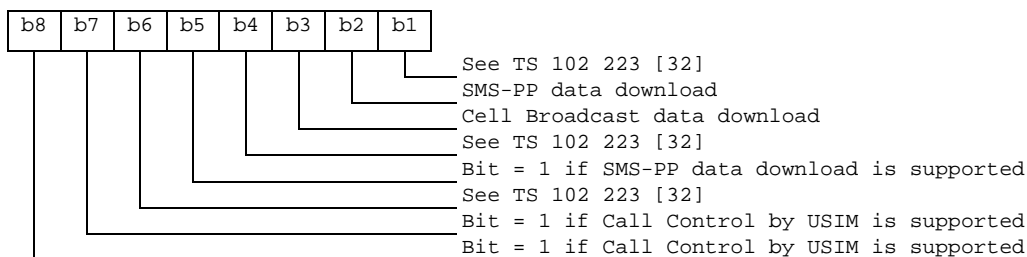 b8 b7 b6 b5 b4 b3 b2 b1
See TS 102 223 [32]
SMS-PP data download
Cell Broadcast data download
See TS 102 223 [32]
Bit = 1 if SMS-PP data download is supported
See TS 102 223 [32]
Bit = 1 if Call Control by USIM is supported
Bit = 1 if Call Control by USIM is supported